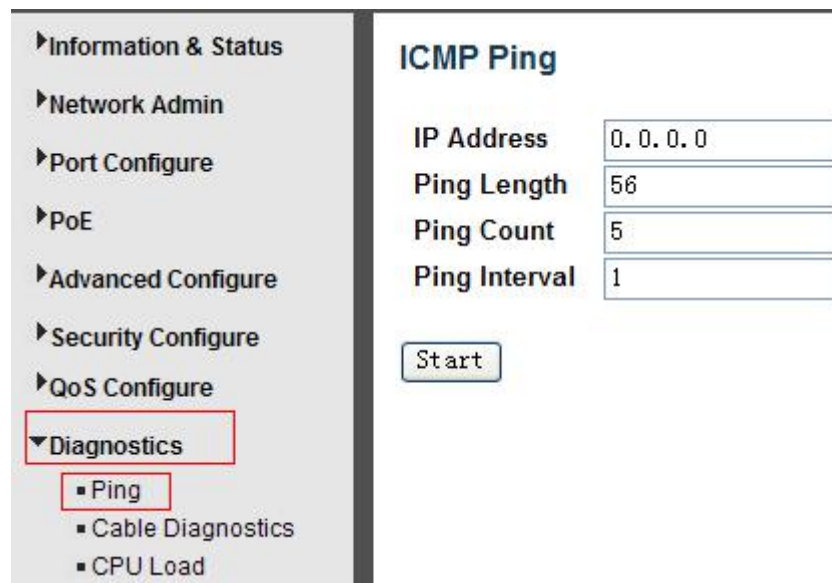 Information & Status
Network Admin
Port Configure
PoE
Advanced Configure
Security Configure
QoS Configure
Diagnostics
Ping
Cable Diagnostics
CPU Load
ICMP Ping
IP Address 0.0.0.0
Ping Length 56
Ping Count 5
Ping Interval 1
Start